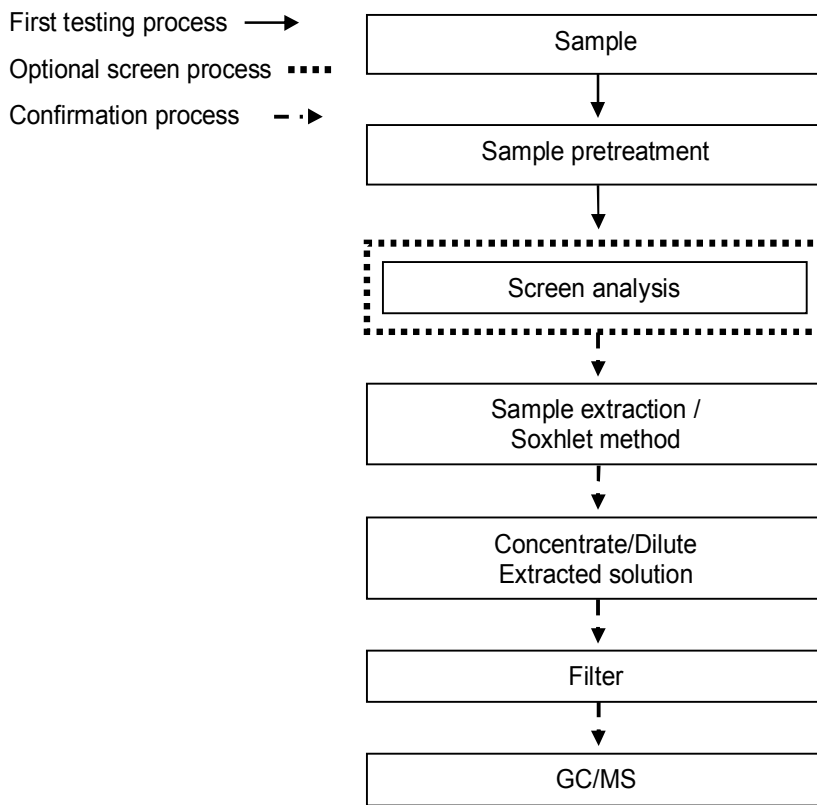 First testing process
Optional screen process
Confirmation process
Sample
Sample pretreatment
Screen analysis
Sample extraction /
Soxhlet method
Concentrate/Dilute
Extracted solution
Filter
GC/MS